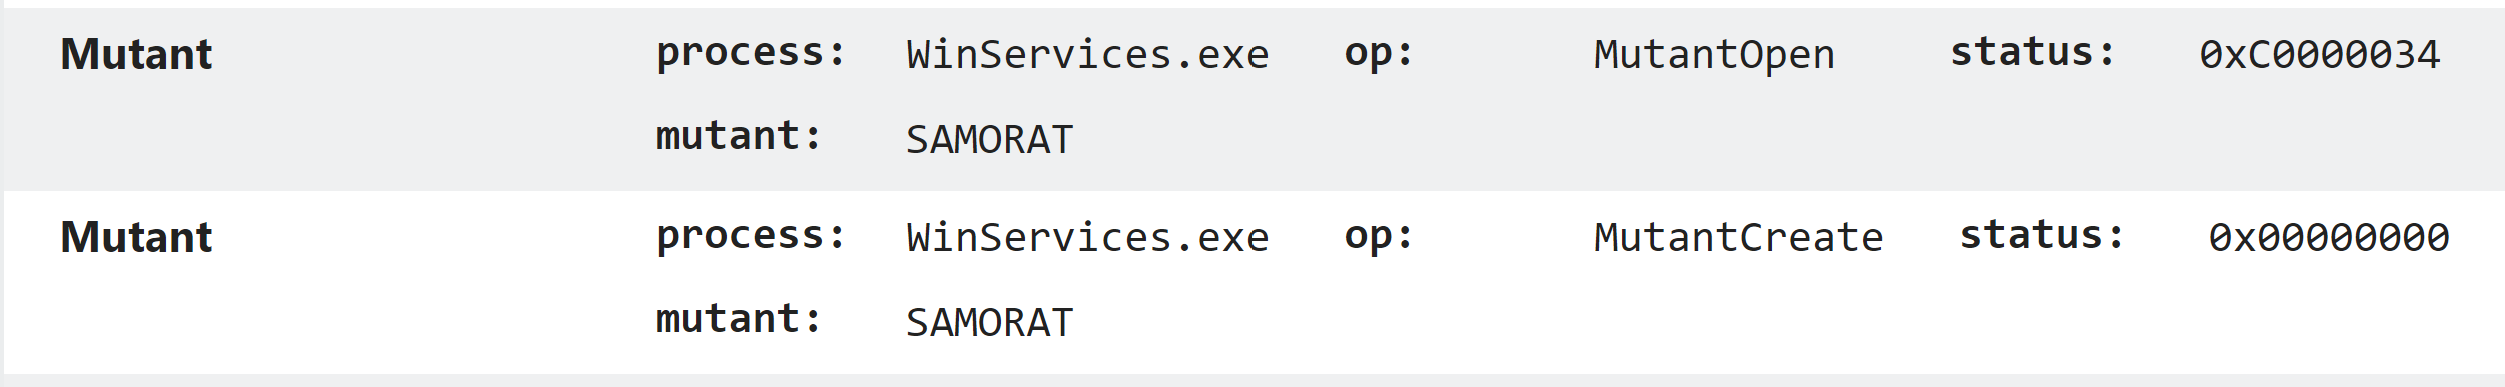 Mutant process: WinServices.exe op: MutantOpen status: 0xC0000034
mutant: SAMORAT
Mutant process: WinServices.exe op: MutantCreate status: 0x00000000
mutant: SAMORAT